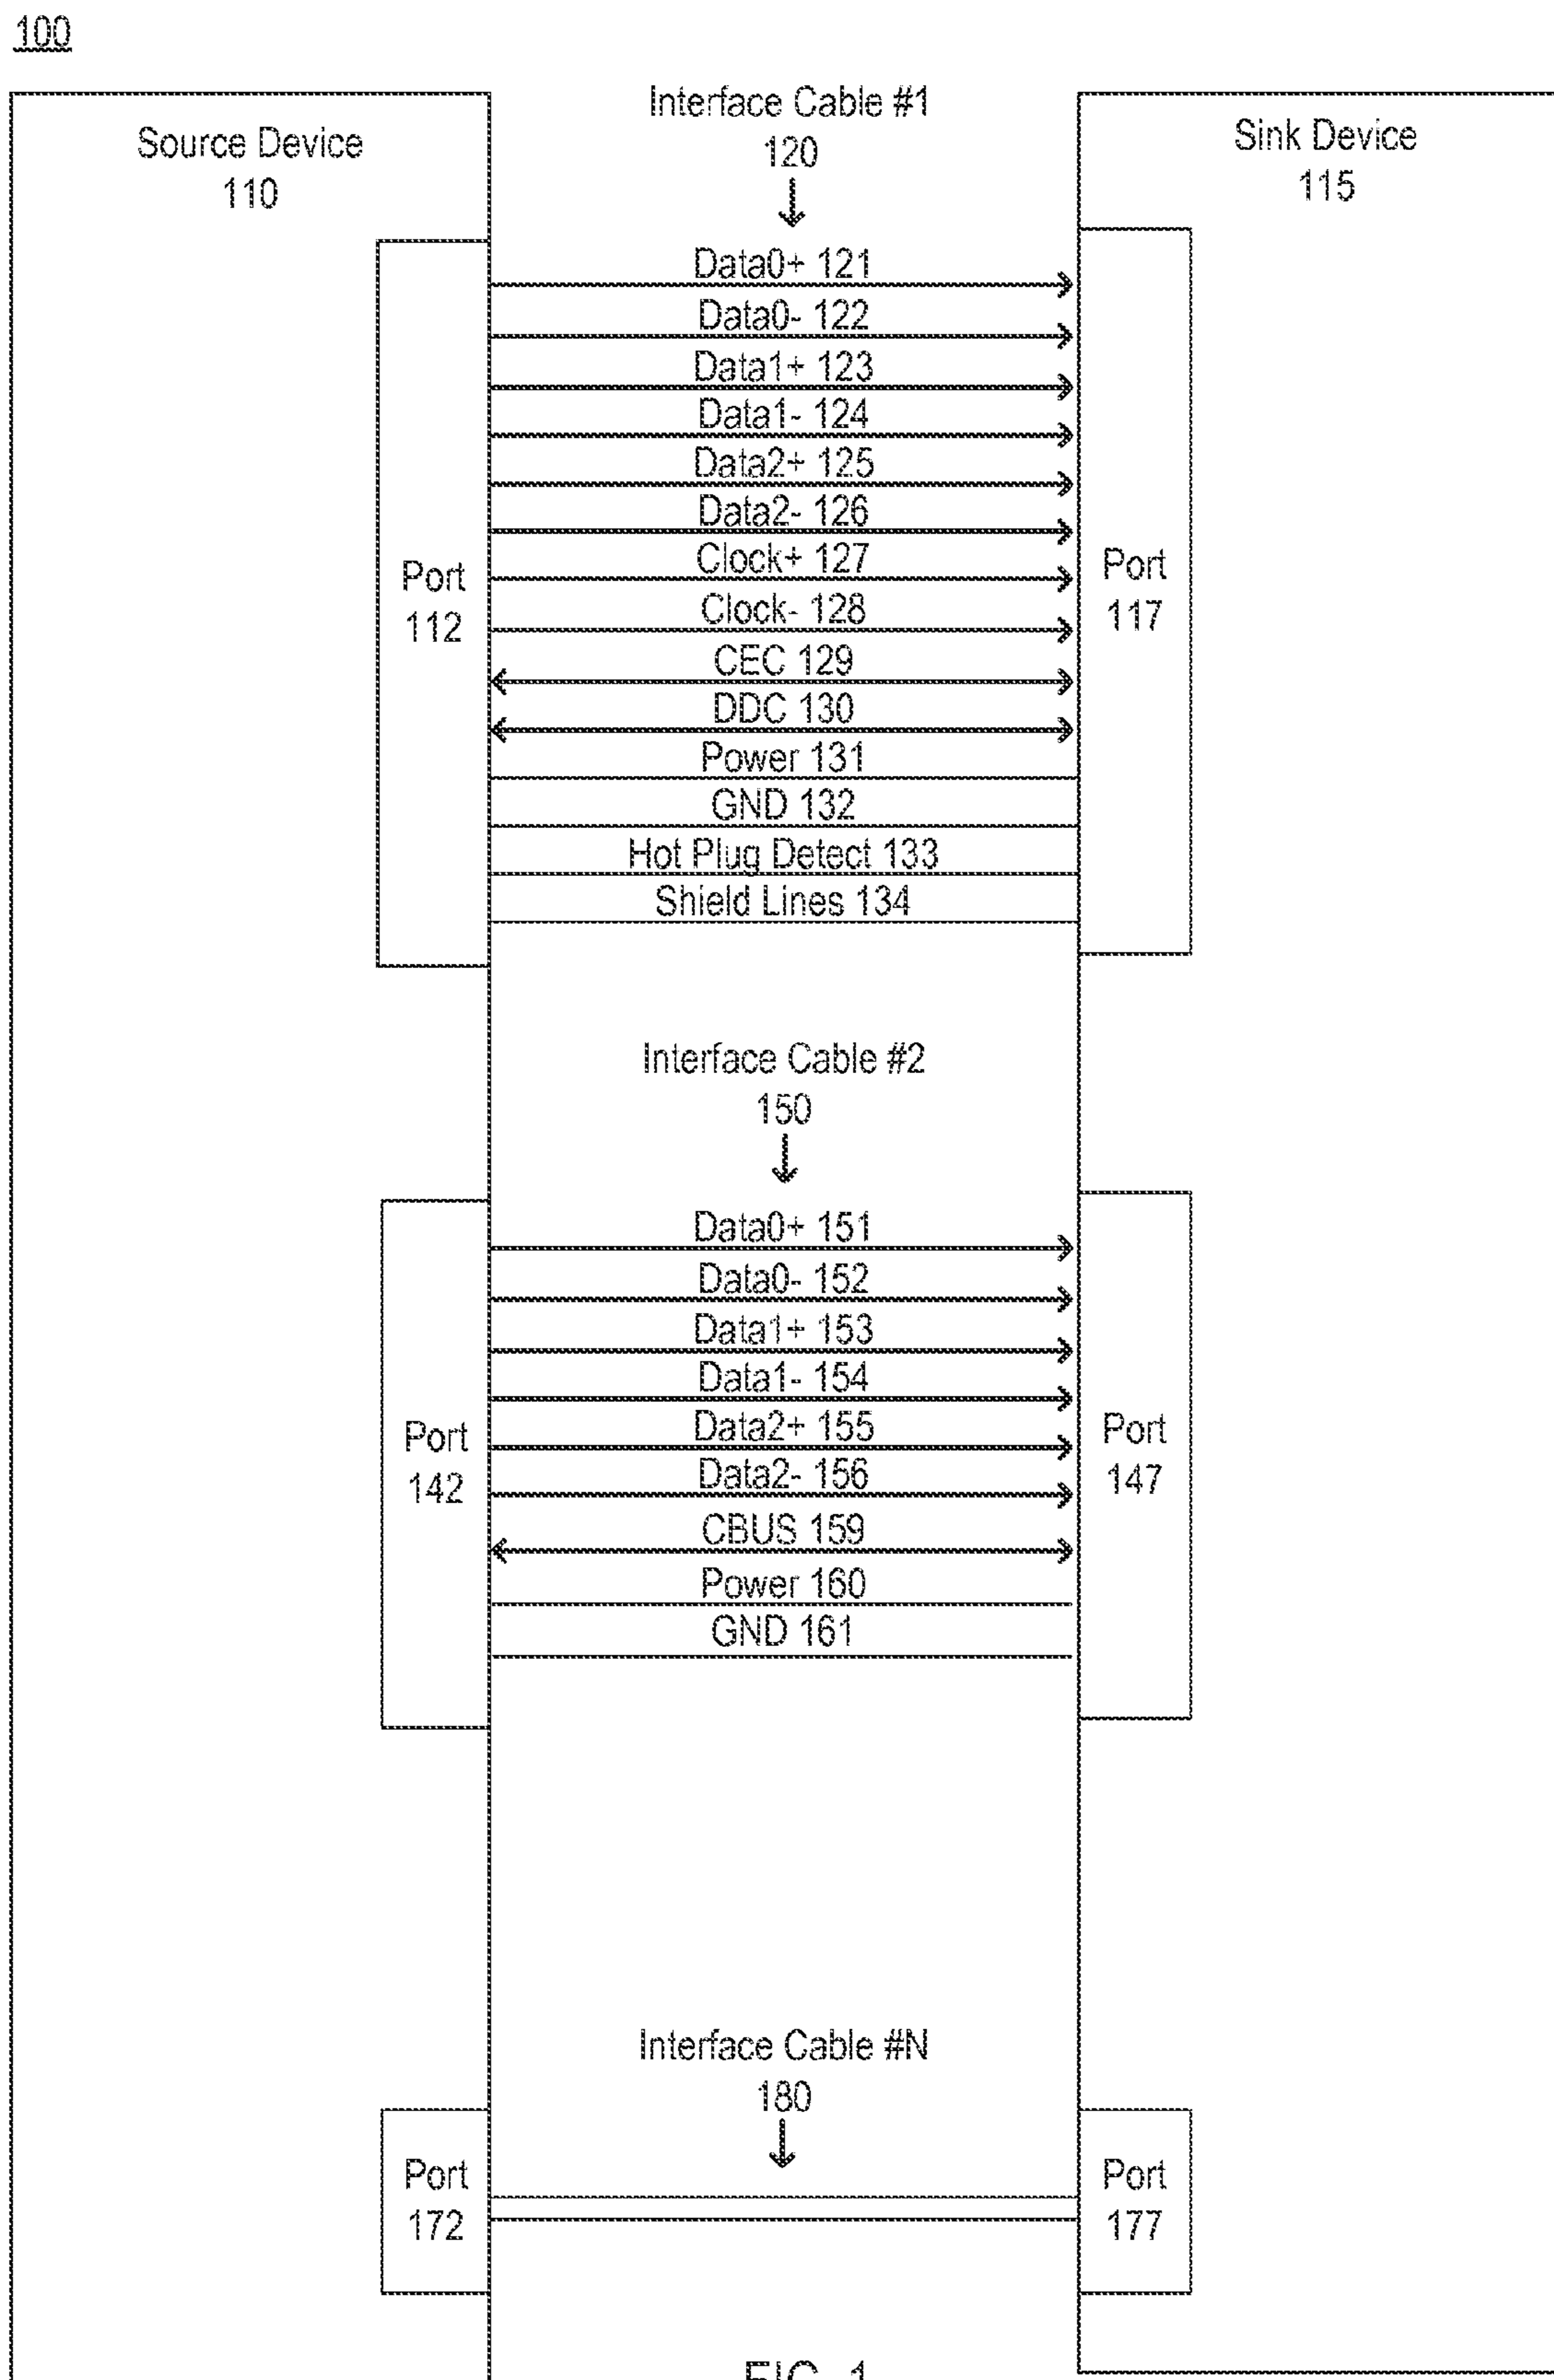 100
Source Device
110
Interface Cable #1
120
Sink Device
115
Data0+ 121
Data0- 122
Data1+ 123
Data1- 124
Data2+ 125
Data2- 126
Clock+ 127
Clock- 128
CEC 129
DDC 130
Power 131
GND 132
Hot Plug Detect 133
Shield Lines 134
Port
112
Port
117
Interface Cable #2
150
Data0+ 151
Data0- 152
Data1+ 153
Data1- 154
Data2+ 155
Data2- 156
CBUS 159
Power 160
GND 161
Port
142
Port
147
Interface Cable #N
180
Port
172
Port
177
FIG. 1